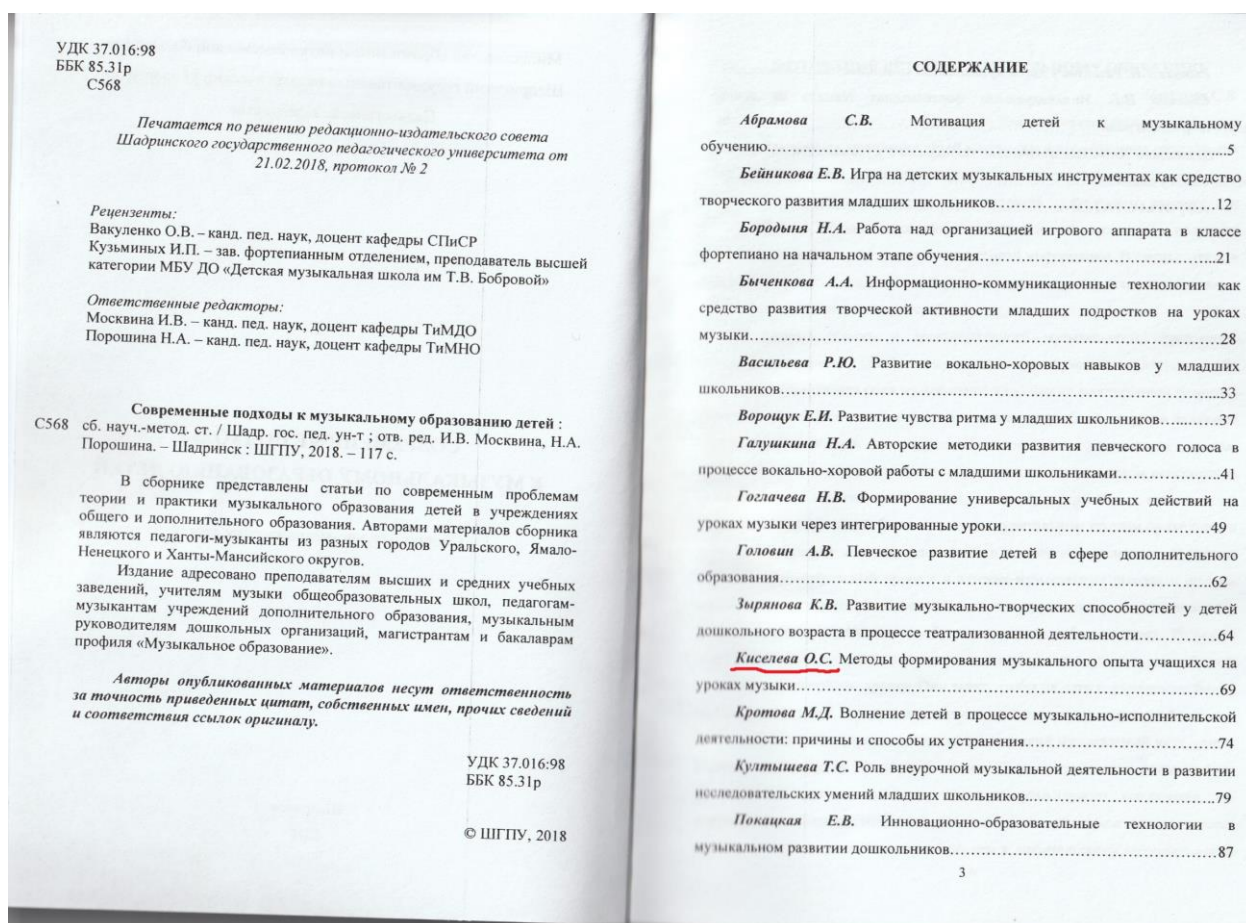 УДК 37.016:98
ББК 85.31р
С568
Печатается по решению редакционно-издательского совета
Шадринского государственного педагогического университета от
21.02.2018, протокол № 2
Рецензенты:
Вакуленко О.В. – канд. пед. наук, доцент кафедры СПиСР
Кузьминых И.П. – зав. фортепианным отделением, преподаватель высшей
категории МБУ ДО «Детская музыкальная школа им Т.В. Бобровой»
Ответственные редакторы:
Москвина И.В. – канд. пед. наук, доцент кафедры ТиМДО
Порошина Н.А. – канд. пед. наук, доцент кафедры ТиМНО
Современные подходы к музыкальному образованию детей :
С568 сб. науч.-метод. ст. / Шадр. гос. пед. ун-т ; отв. ред. И.В. Москвина, Н.А.
Порошина. – Шадринск : ШГПУ, 2018. – 117 с.
В сборнике представлены статьи по современным проблемам
теории и практики музыкального образования детей в учреждениях
общего и дополнительного образования. Авторами материалов сборника
являются педагоги-музыканты из разных городов Уральского, Ямало-
Ненецкого и Ханты-Мансийского округов.
Издание адресовано преподавателям высших и средних учебных
заведений, учителям музыки общеобразовательных школ, педагогам-
музыкантам учреждений дополнительного образования, музыкальным
руководителям дошкольных организаций, магистрантам и бакалаврам
профиля «Музыкальное образование».
Авторы опубликованных материалов несут ответственность
за точность приведенных цитат, собственных имен, прочих сведений
и соответствия ссылок оригиналу.
УДК 37.016:98
ББК 85.31р
© ШГПУ, 2018
СОДЕРЖАНИЕ
Абрамова С.В. Мотивация детей к музыкальному
обучению...5
Бейникова Е.В. Игра на детских музыкальных инструментах как средство
творческого развития младших школьников...12
Бородыня Н.А. Работа над организацией игрового аппарата в классе
фортепиано на начальном этапе обучения...21
Быченкова А.А. Информационно-коммуникационные технологии как
средство развития творческой активности младших подростков на уроках
музыки...28
Васильева Р.Ю. Развитие вокально-хоровых навыков у младших
школьников...33
Ворощук Е.И. Развитие чувства ритма у младших школьников...37
Галушкина Н.А. Авторские методики развития певческого голоса в
процессе вокально-хоровой работы с младшими школьниками...41
Гоглачева Н.В. Формирование универсальных учебных действий на
уроках музыки через интегрированные уроки...49
Головин А.В. Певческое развитие детей в сфере дополнительного
образования...62
Зырянова К.В. Развитие музыкально-творческих способностей у детей
дошкольного возраста в процессе театрализованной деятельности...64
Киселева О.С. Методы формирования музыкального опыта учащихся на
уроках музыки...69
Кротова М.Д. Волнение детей в процессе музыкально-исполнительской
деятельности: причины и способы их устранения...74
Култышева Т.С. Роль внеурочной музыкальной деятельности в развитии
исследовательских умений младших школьников...79
Покацкая Е.В. Инновационно-образовательные технологии в
музыкальном развитии дошкольников...87
3